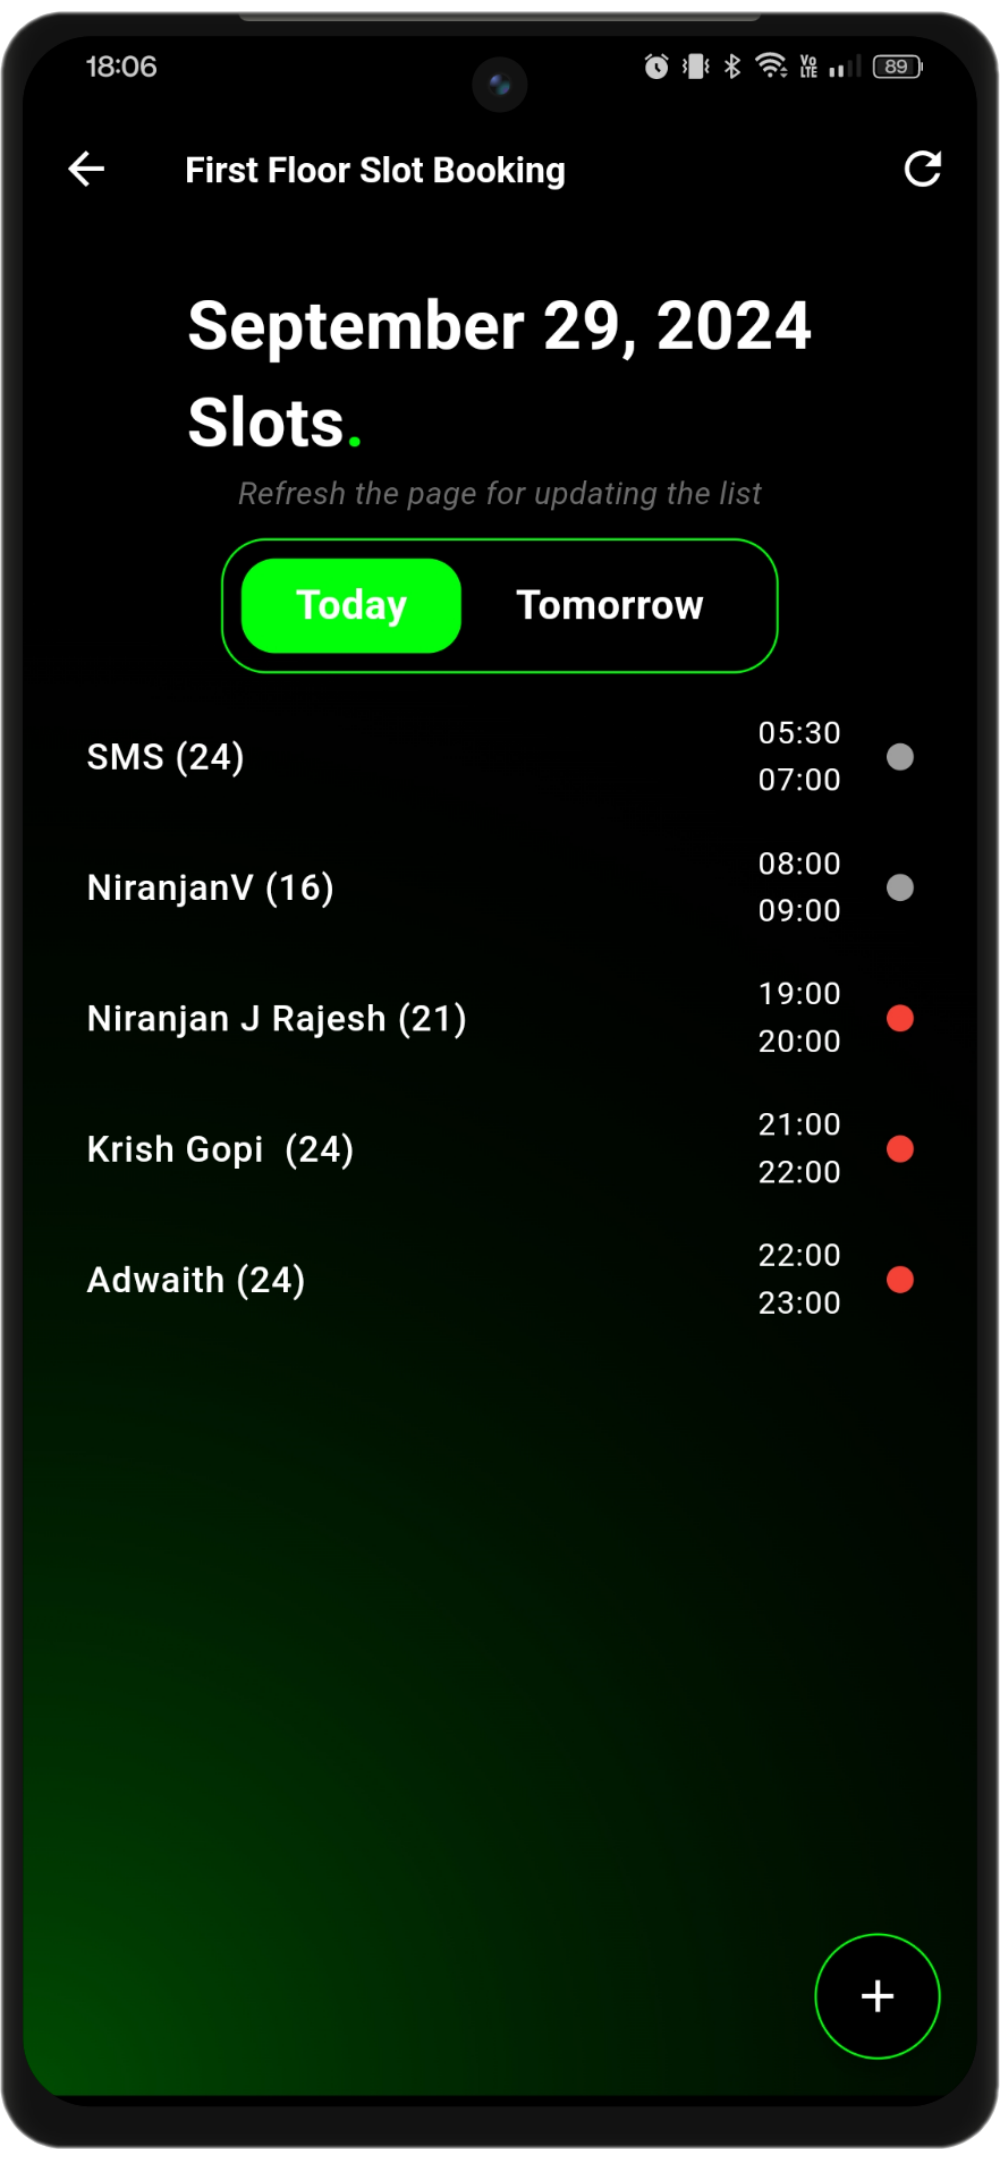 18:06
Vo
LTE
89
First Floor Slot Booking
September 29, 2024
Slots.
Refresh the page for updating the list
Today Tomorrow
SMS (24)
05:30
07:00
NiranjanV (16)
08:00
09:00
Niranjan J Rajesh (21)
19:00
20:00
Krish Gopi  (24)
21:00
22:00
Adwaith (24)
22:00
23:00
+